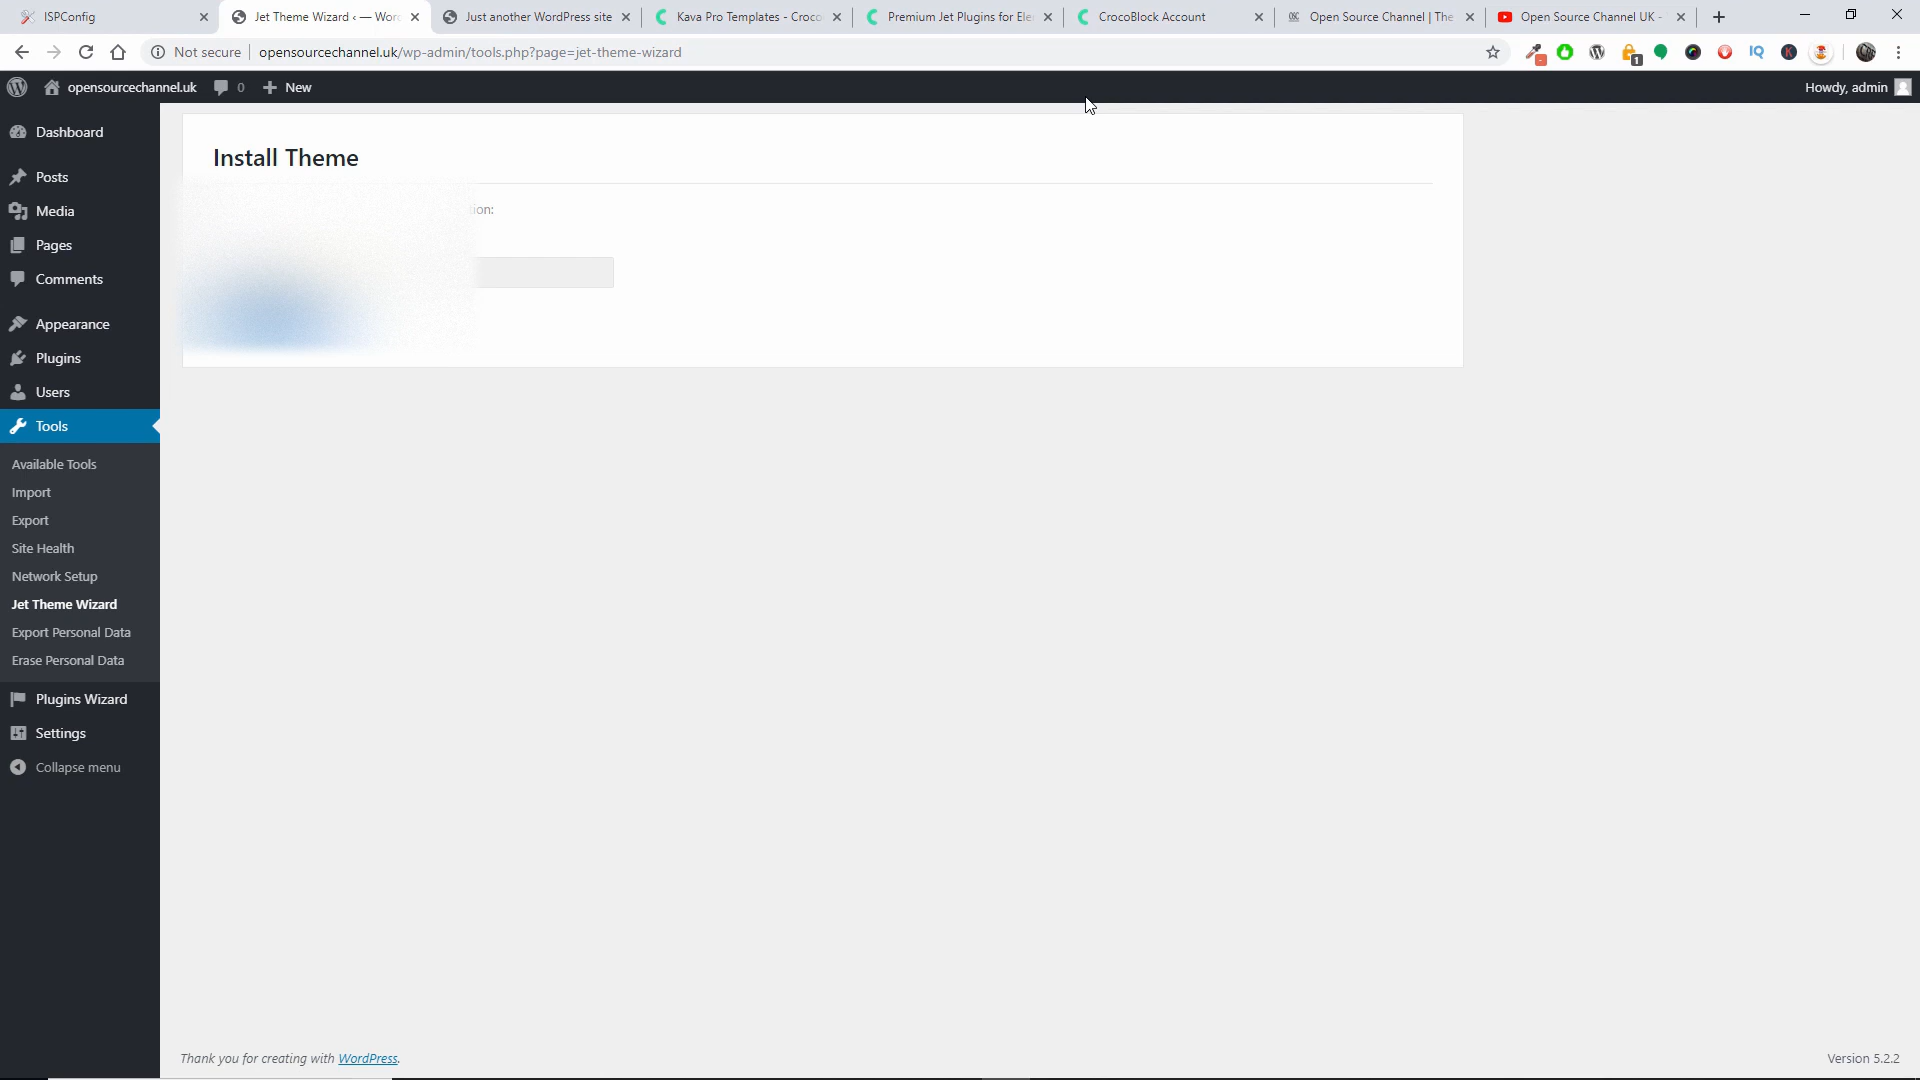 ISPConfig
Jet Theme Wizard ‹ — Worc
Just another WordPress site
Kava Pro Templates - Croco
Premium Jet Plugins for Ele
CrocoBlock Account
Open Source Channel | The
Open Source Channel UK -
Not secure
opensourcechannel.uk/wp-admin/tools.php?page=jet-theme-wizard
1
IQ
K
opensourcechannel.uk
0
New
Howdy, admin
Dashboard
Posts
Media
Pages
Comments
Appearance
Plugins
Users
Tools
Available Tools
Import
Export
Site Health
Network Setup
Jet Theme Wizard
Export Personal Data
Erase Personal Data
Plugins Wizard
Settings
Collapse menu
Install Theme
Thank you for creating with WordPress.
Version 5.2.2